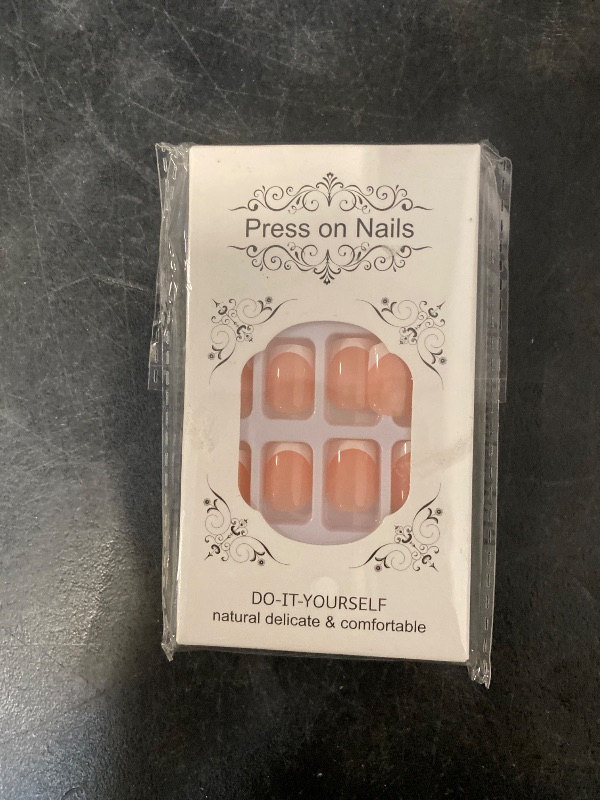 Press on Nails
DO-IT-YOURSELF
natural delicate & comfortable